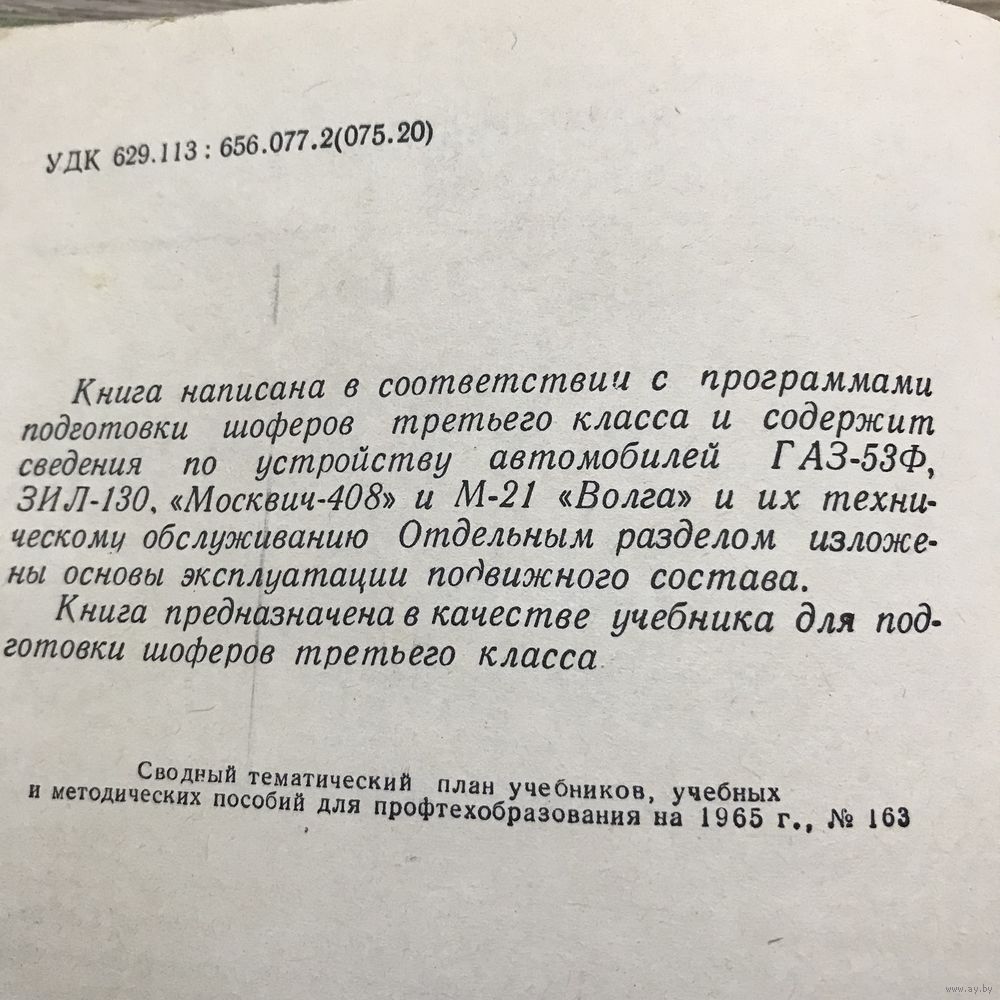 УДК 629.113 : 656.077.2(075.20)
Книга написана в соответствии с программами
подготовки шоферов третьего класса и содержит
сведения по устройству автомобилей ГАЗ-53Ф,
ЗИЛ-130, «Москвич-408» и М-21 «Волга» и их техни-
ческому обслуживанию Отдельным разделом изложе-
ны основы эксплуатации подвижного состава.
Книга предназначена в качестве учебника для под-
готовки шоферов третьего класса
Сводный тематический план учебников, учебных
и методических пособий для профтехобразования на 1965 г., № 163
www.ay.by